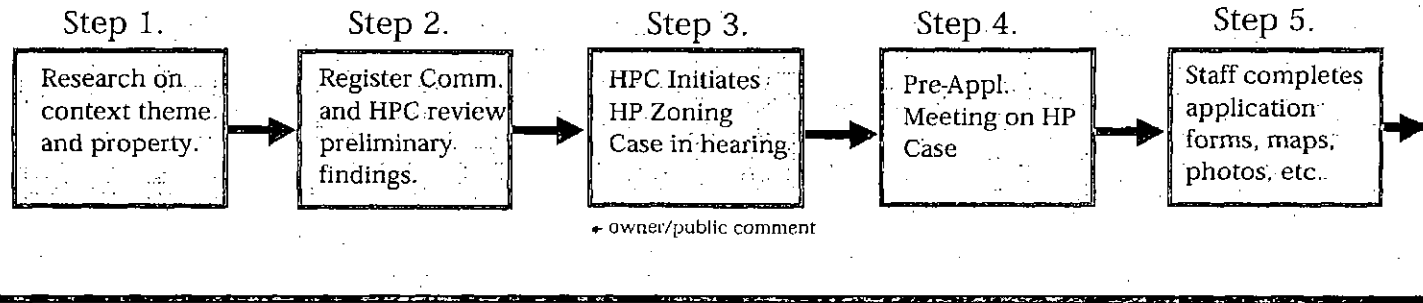 Step 1.
Research on
context theme
and property.
Step 2.
Register Comm.
and HPC review
preliminary
findings.
Step 3.
HPC Initiates
HP Zoning
Case in hearing
owner/public comment
Step 4.
Pre-Appl.
Meeting on HP
Case
Step 5.
Staff completes
application
forms, maps,
photos, etc.